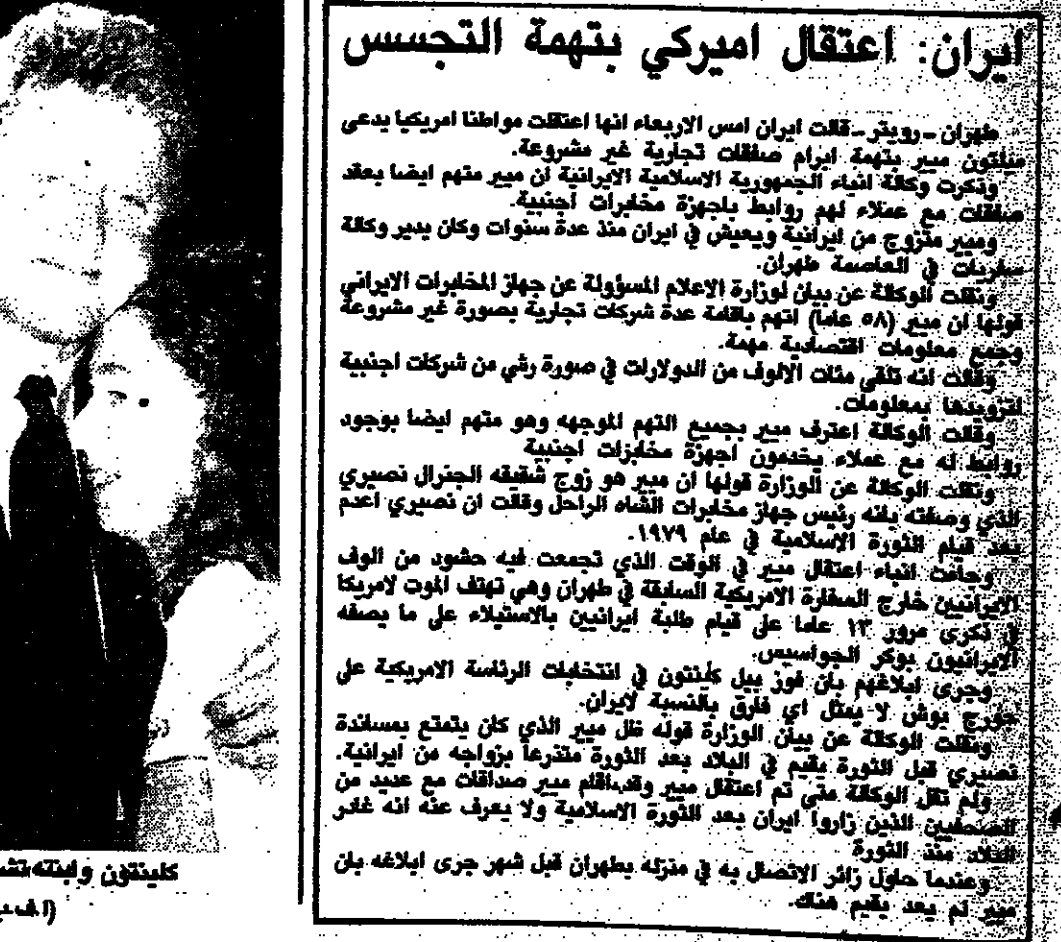 ايران: اعتقال اميركي بتهمة التجسس
طهران ـ رويتر ـ قالت ايران امس الاربعاء انها اعتقلت مواطنا امريكيا يدعى
ميلتون ميير بتهمة ابرام صفقات تجارية غير مشروعة.
وذكرت وكالة انباء الجمهورية الاسلامية الايرانية ان ميير متهم ايضا بعقد
صفقات مع عملاء لهم روابط باجهزة مخابرات اجنبية.
وميير متزوج من ايرانية ويعيش في ايران منذ عدة سنوات وكان يدير وكالة
سفريات في العاصمة طهران.
ونقلت الوكالة عن بيان لوزارة الاعلام المسؤولة عن جهاز المخابرات الايراني
قولها ان ميير (٥٨ عاما) اتهم باقامة عدة شركات تجارية بصورة غير مشروعة
وجمع معلومات اقتصادية مهمة.
وقالت انه تلقى مئات الالوف من الدولارات في صورة رشي من شركات اجنبية
لتزويدها بمعلومات.
وقالت الوكالة اعترف ميير بجميع التهم الموجهه وهو متهم ايضا بوجود
روابط له مع عملاء يخدمون اجهزة مخابرات اجنبية
ونقلت الوكالة عن الوزارة قولها ان ميير هو زوج شقيقه الجنرال نصيري
الذي وصفته بانه رئيس جهاز مخابرات الشاه الراحل وقالت ان نصيري اعدم
بعد قيام الثورة الاسلامية في عام ١٩٧٩.
وجاءت انباء اعتقال ميير في الوقت الذي تجمعت فيه حشود من الوف
الايرانيين خارج السفارة الامريكية السابقة في طهران وهي تهتف الموت لامريكا
في ذكرى مرور ١٣ عاما على قيام طلبة ايرانيين بالاستيلاء على ما يصفه
الايرانيون بوكر الجواسيس.
وجرى ابلاغهم بان فوز بيل كلينتون في انتخابات الرئاسة الامريكية على
جورج بوش لا يمثل اي فارق بالنسبة لايران.
ونقلت الوكالة عن بيان الوزارة قوله ظل ميير الذي كان يتمتع بمساندة
نصيري قبل الثورة يقيم في البلاد بعد الثورة متذرعاً بزواجه من ايرانية.
ولم تقل الوكالة متى تم اعتقال ميير وقد اقام ميير صداقات مع عديد من
الصحفيين الذين زاروا ايران بعد الثورة الاسلامية ولا يعرف عنه انه غادر
البلاد منذ الثورة
وعندما حاول زائر الاتصال به في منزله بطهران قبل شهر جرى ابلاغه بان
ميير لم يعد يقيم هناك.
كلينتون وابنته تشـ
(ا ف ب